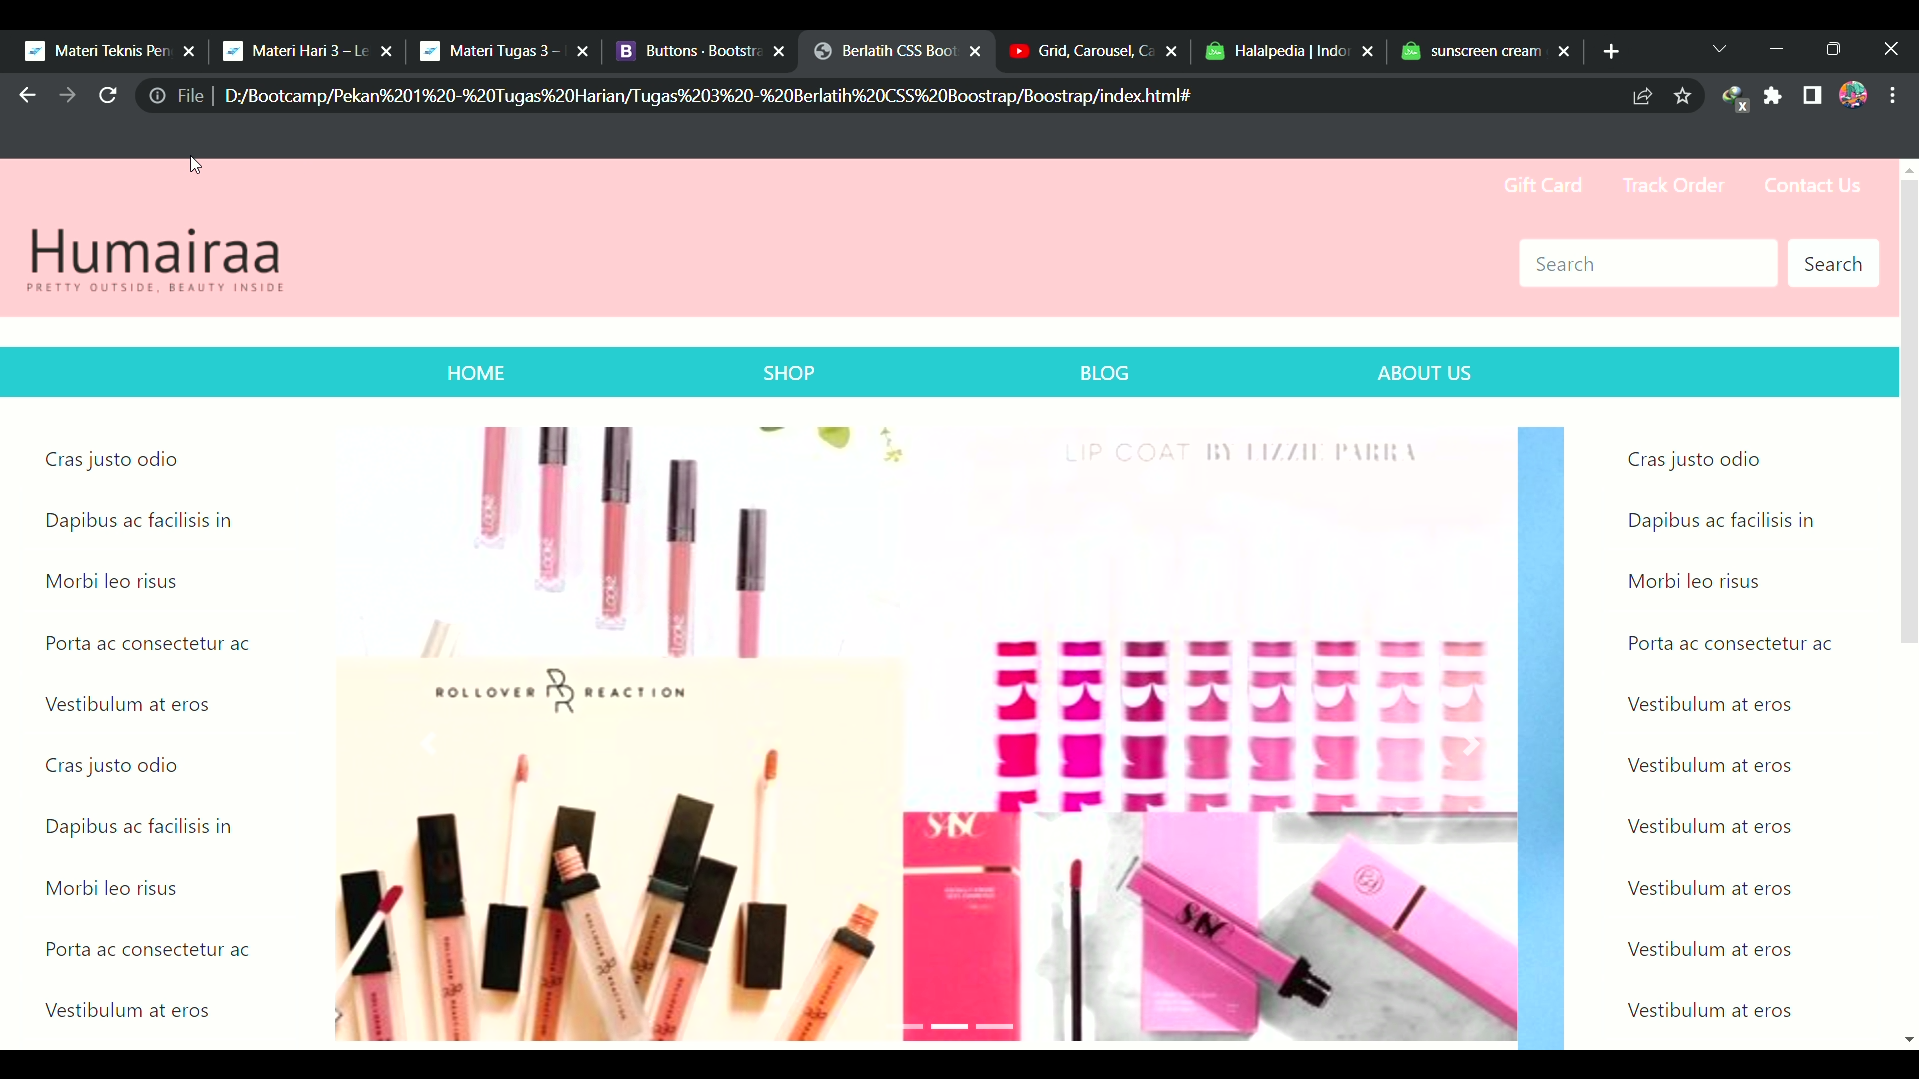 Materi Teknis Pen
Materi Hari 3 – Le
Materi Tugas 3 –
Buttons · Bootstra
Berlatih CSS Boot
Grid, Carousel, Ca
Halalpedia | Indo
sunscreen cream
File
D:/Bootcamp/Pekan%201%20-%20Tugas%20Harian/Tugas%203%20-%20Berlatih%20CSS%20Boostrap/Boostrap/index.html#
Gift Card
Track Order
Contact Us
Humairaa
PRETTY OUTSIDE, BEAUTY INSIDE
Search
Search
HOME
SHOP
BLOG
ABOUT US
Cras justo odio
Dapibus ac facilisis in
Morbi leo risus
Porta ac consectetur ac
Vestibulum at eros
Cras justo odio
Dapibus ac facilisis in
Morbi leo risus
Porta ac consectetur ac
Vestibulum at eros
LIP COAT BY LIZZIE PARRA
ROLLOVER REACTION
Cras justo odio
Dapibus ac facilisis in
Morbi leo risus
Porta ac consectetur ac
Vestibulum at eros
Vestibulum at eros
Vestibulum at eros
Vestibulum at eros
Vestibulum at eros
Vestibulum at eros